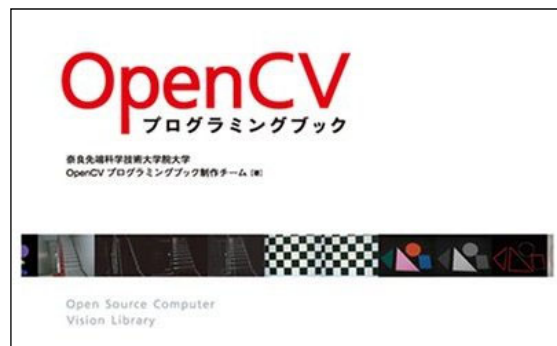 OpenCV
プログラミングブック
奈良先端科学技術大学院大学
OpenCV プログラミングブック制作チーム [著]
Open Source Computer
Vision Library